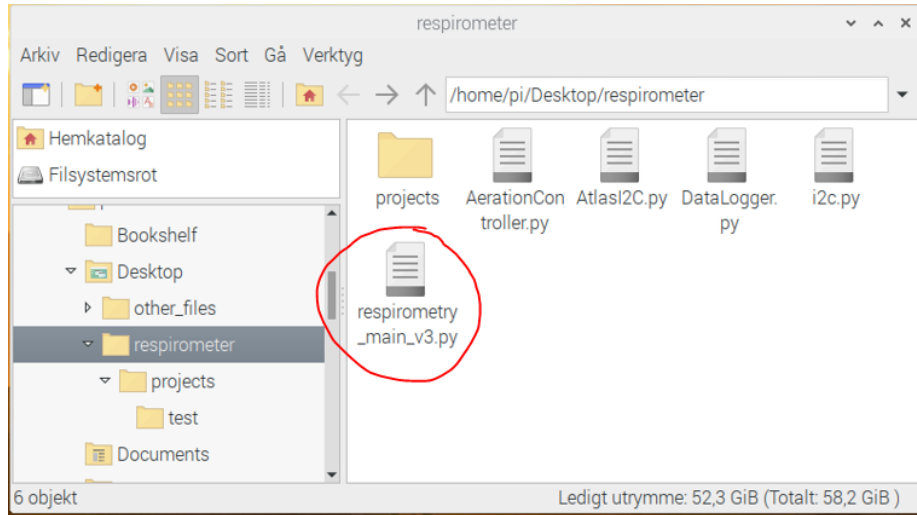 respirometer
Arkiv Redigera Visa Sort Gå Verktyg
/home/pi/Desktop/respirometer
Hemkatalog
Filsystemsrot
Bookshelf
Desktop
other_files
respirometer
projects
test
Documents
projects
AerationCon
troller.py
AtlasI2C.py
DataLogger.
py
i2c.py
respirometry
_main_v3.py
6 objekt
Ledigt utrymme: 52,3 GiB (Totalt: 58,2 GiB )